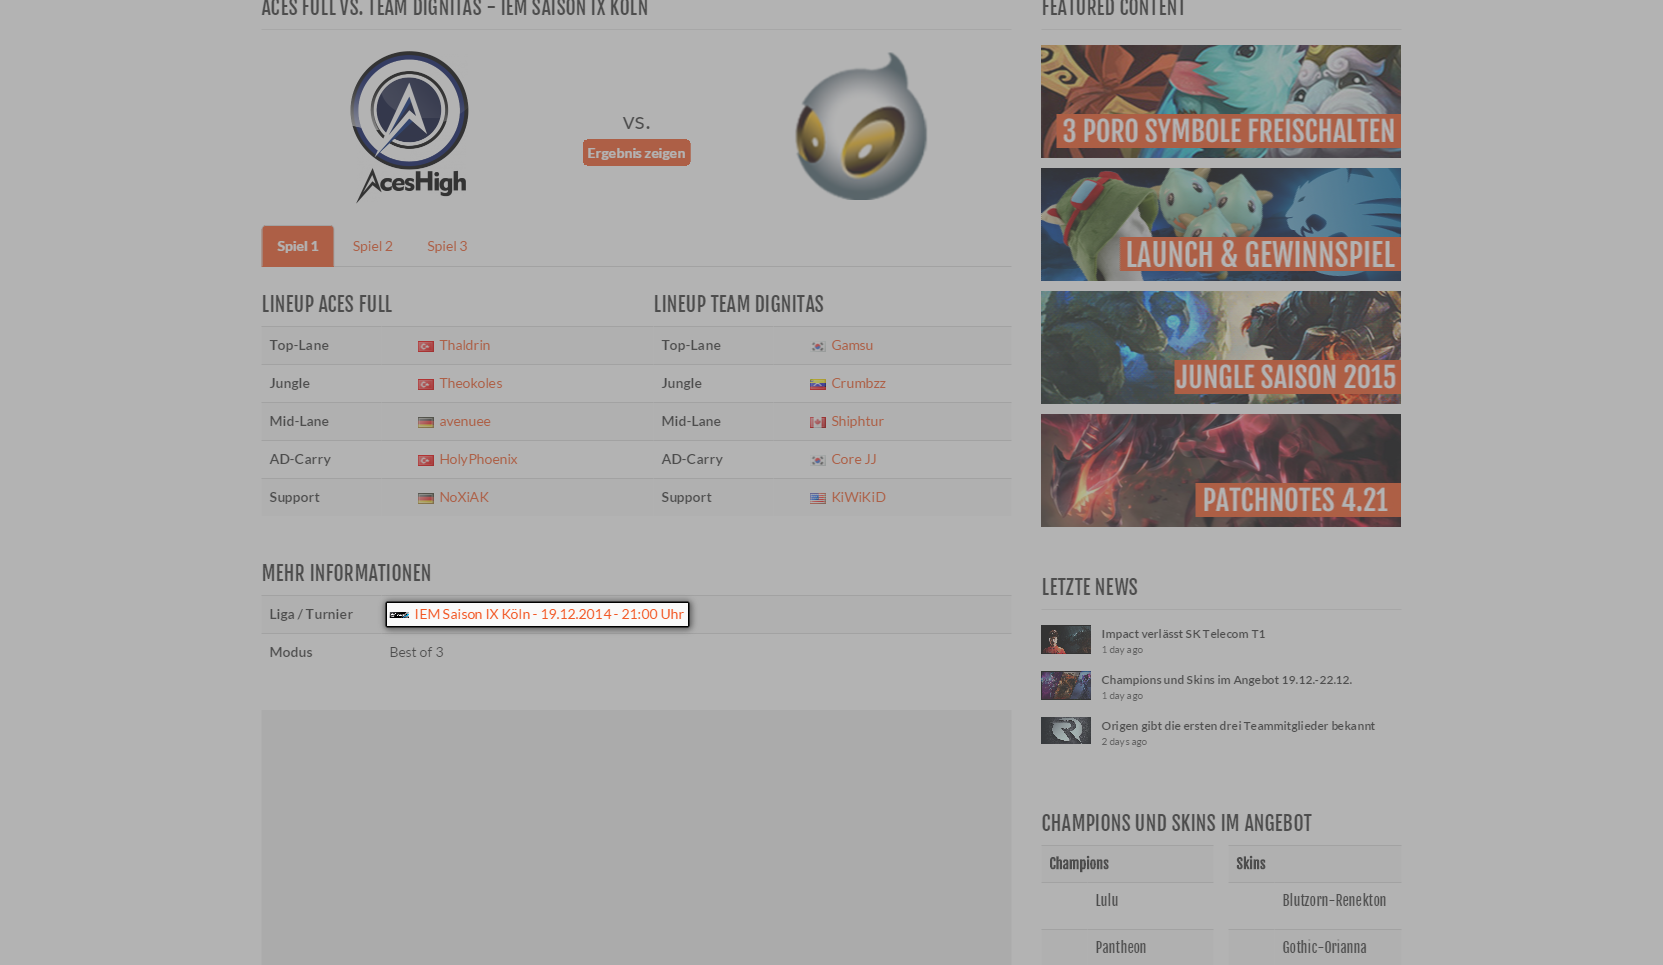 ACES FULL VS. TEAM DIGNITAS - IEM SAISON IX KÖLN
AcesHigh
vs.
Ergebnis zeigen
Spiel 1 Spiel 2 Spiel 3
LINEUP ACES FULL
Top-Lane Thaldrin
Jungle Theokoles
Mid-Lane avenuee
AD-Carry HolyPhoenix
Support NoXiAK
LINEUP TEAM DIGNITAS
Top-Lane Gamsu
Jungle Crumbzz
Mid-Lane Shiphtur
AD-Carry Core JJ
Support KiWiKiD
MEHR INFORMATIONEN
Liga / Turnier IEM Saison IX Köln - 19.12.2014 - 21:00 Uhr
Modus Best of 3
FEATURED CONTENT
3 PORO SYMBOLE FREISCHALTEN
LAUNCH & GEWINNSPIEL
JUNGLE SAISON 2015
PATCHNOTES 4.21
LETZTE NEWS
Impact verlässt SK Telecom T1
1 day ago
Champions und Skins im Angebot 19.12.-22.12.
1 day ago
Origen gibt die ersten drei Teammitglieder bekannt
2 days ago
CHAMPIONS UND SKINS IM ANGEBOT
Champions Skins
Lulu Blutzorn-Renekton
Pantheon Gothic-Orianna